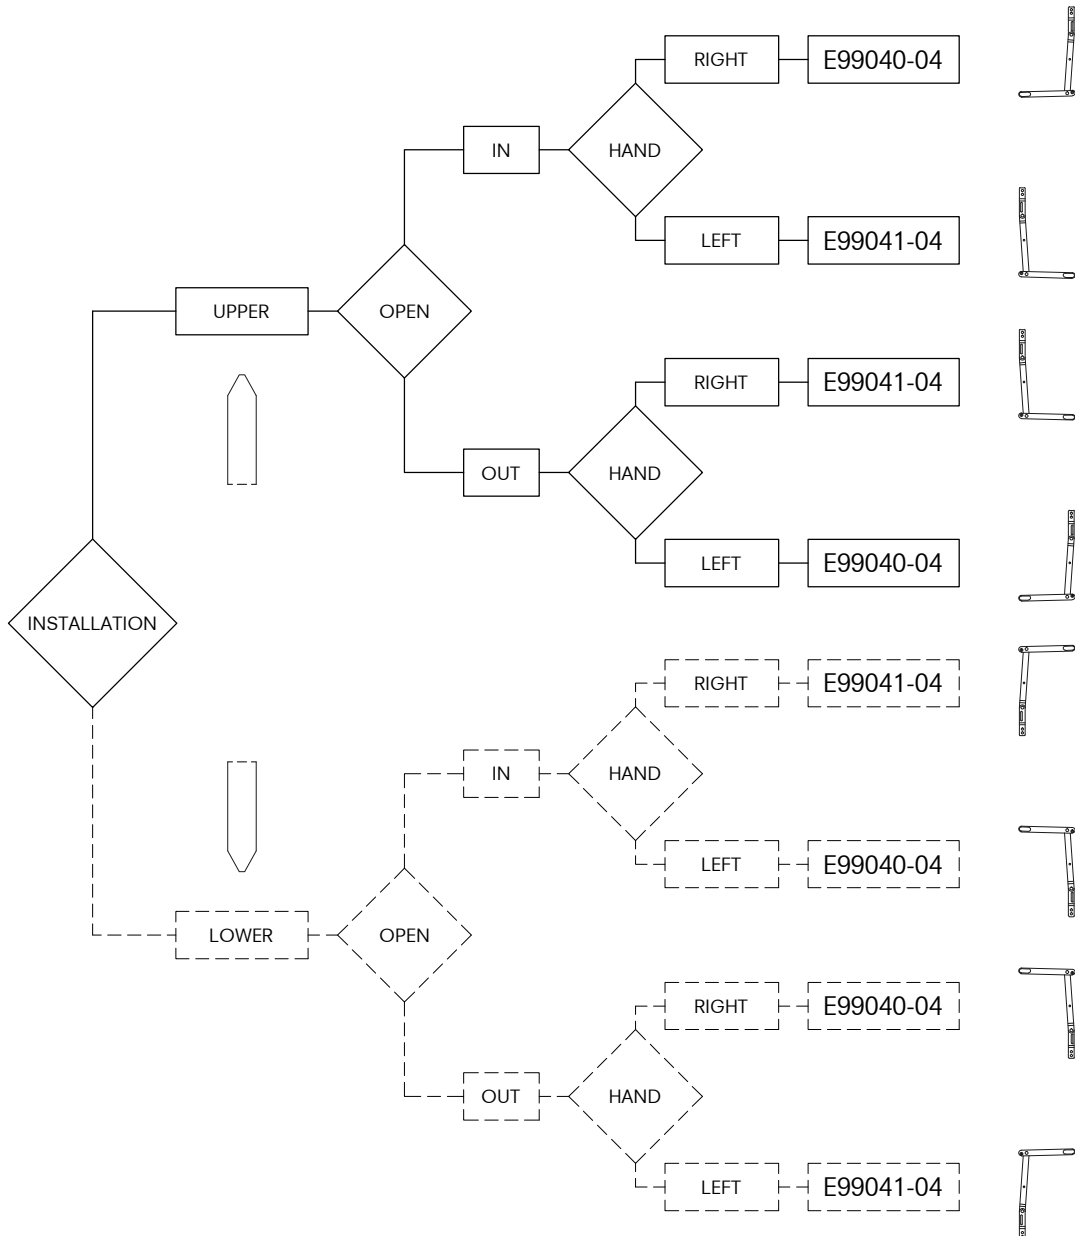 RIGHT
E99040-04
IN
HAND
LEFT
E99041-04
UPPER
OPEN
RIGHT
E99041-04
OUT
HAND
LEFT
E99040-04
INSTALLATION
RIGHT
E99041-04
IN
HAND
LEFT
E99040-04
LOWER
OPEN
RIGHT
E99040-04
OUT
HAND
LEFT
E99041-04